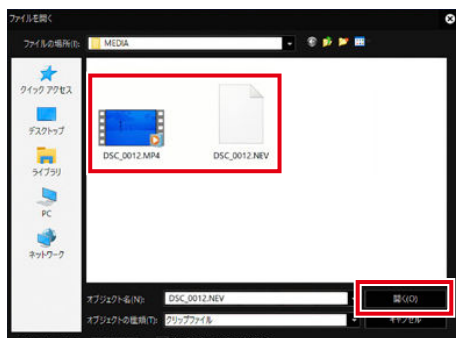 ファイルを開く
ファイルの場所(I):
MEDIA
クイック アクセス
デスクトップ
ライブラリ
PC
ネットワーク
DSC_0012.MP4
DSC_0012.NEV
オブジェクト名(N):
DSC_0012.NEV
開く(O)
オブジェクトの種類(T):
クリップファイル
キャンセル